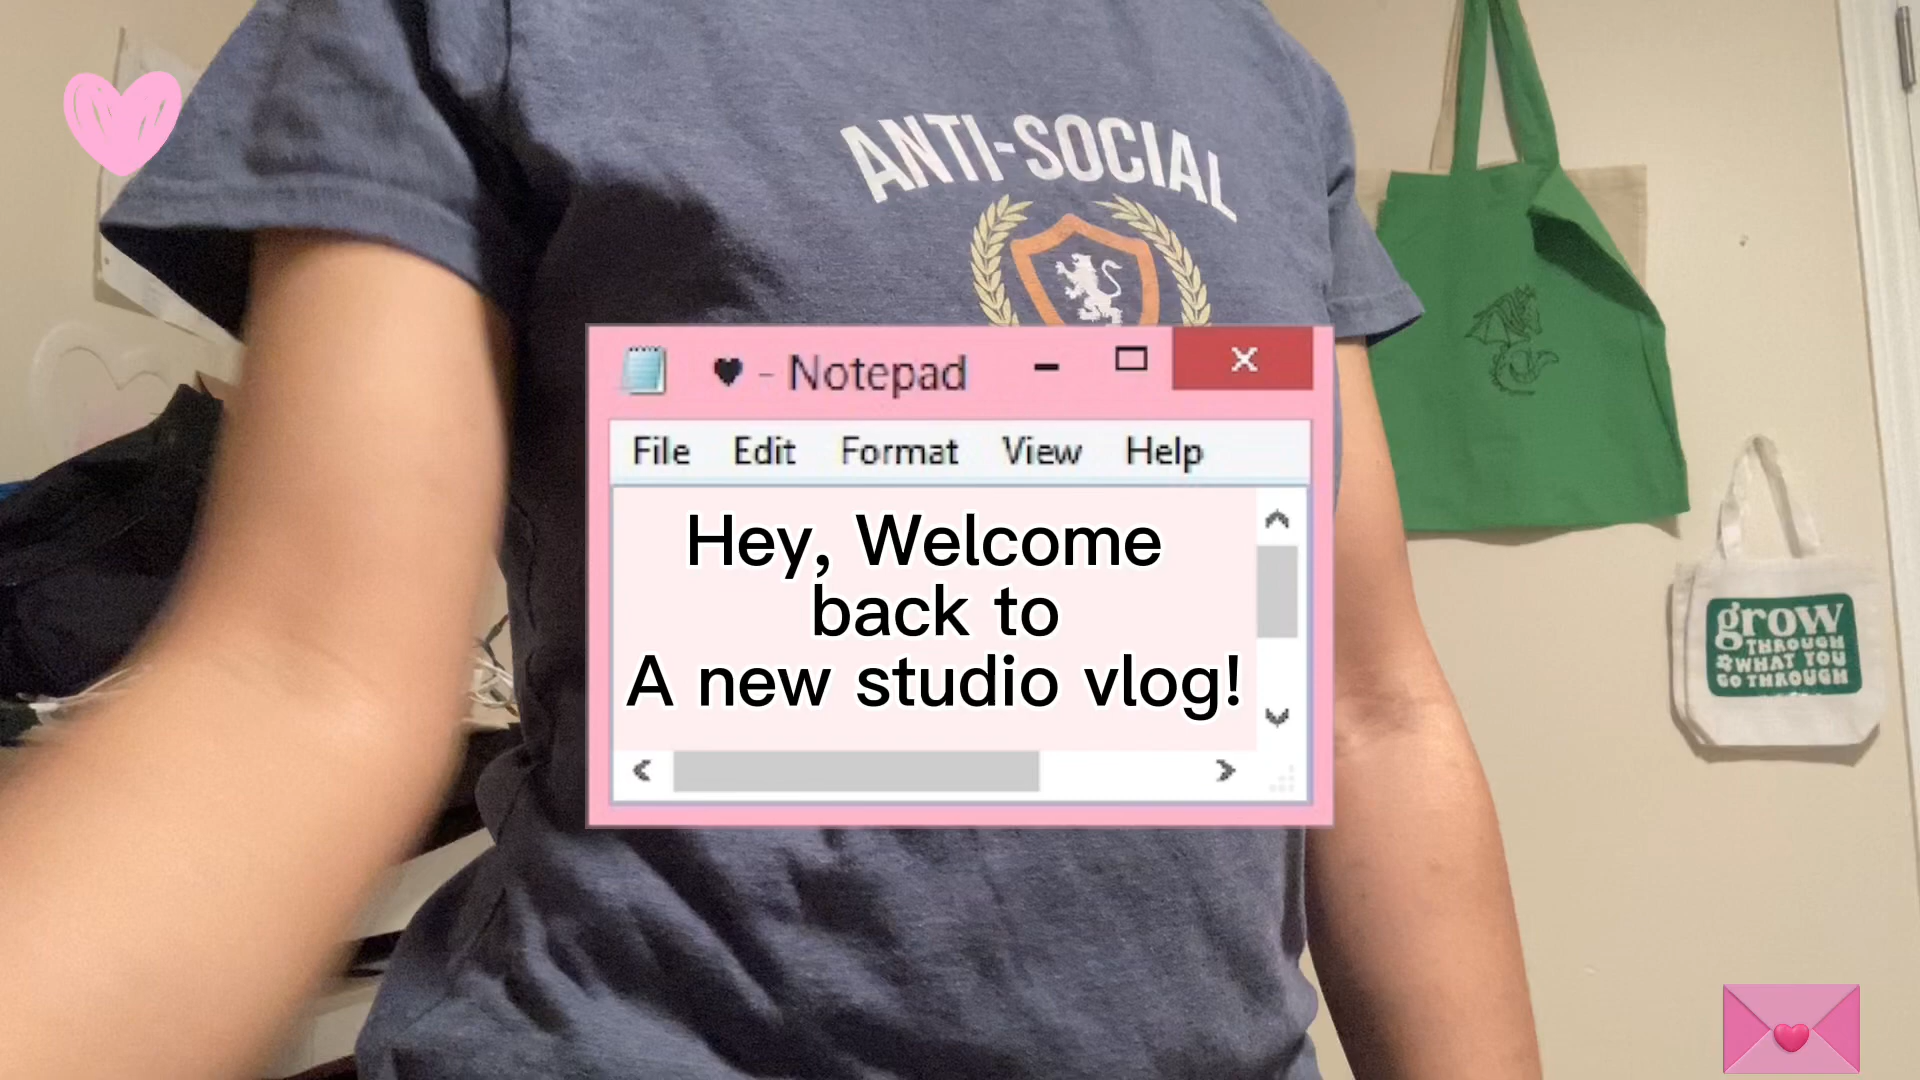 ANTI-SOCIAL
♥ - Notepad
File Edit Format View Help
Hey, Welcome
back to
A new studio vlog!
grow
THROUGH
WHAT YOU
GO THROUGH